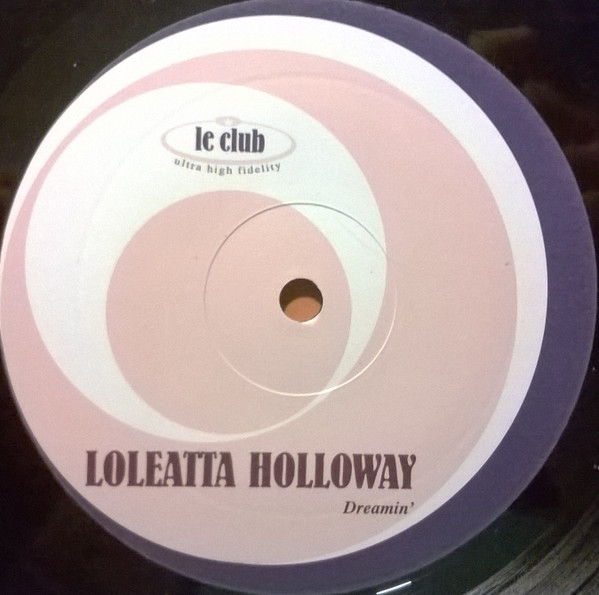 le club
ultra high fidelity
LOLEATTA HOLLOWAY
Dreamin'